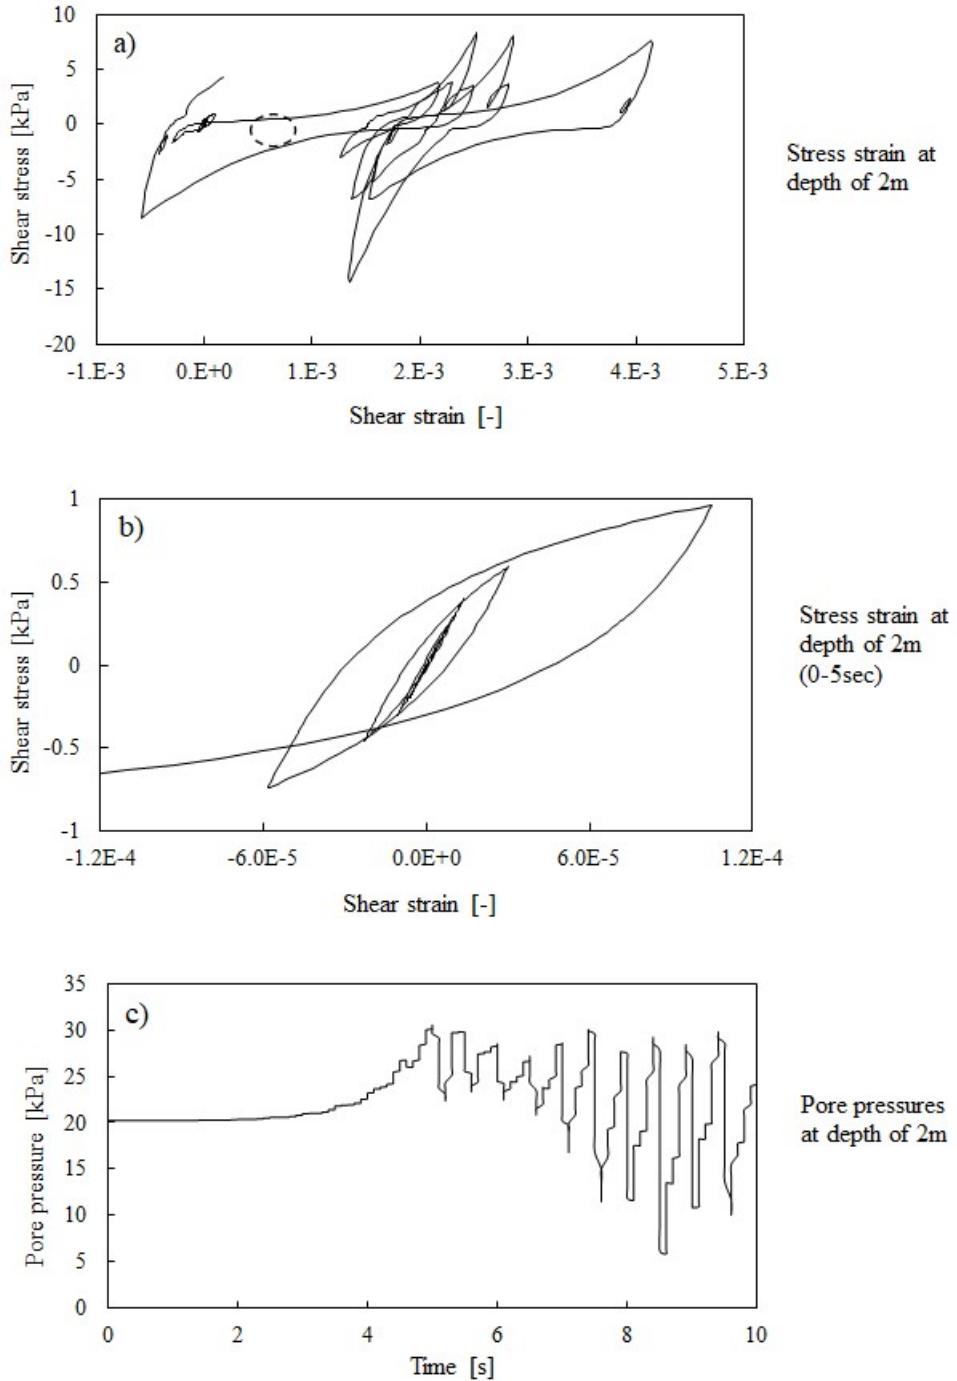 10
a)
5
0
-5
-10
-15
-20
Shear stress [kPa]
-1.E-3 0.E+0 1.E-3 2.E-3 3.E-3 4.E-3 5.E-3
Shear strain [-]
Stress strain at
depth of 2m
1
b)
0.5
0
-0.5
-1
Shear stress [kPa]
-1.2E-4 -6.0E-5 0.0E+0 6.0E-5 1.2E-4
Shear strain [-]
Stress strain at
depth of 2m
(0-5sec)
35
c)
30
25
20
15
10
5
0
Pore pressure [kPa]
0 2 4 6 8 10
Time [s]
Pore pressures
at depth of 2m